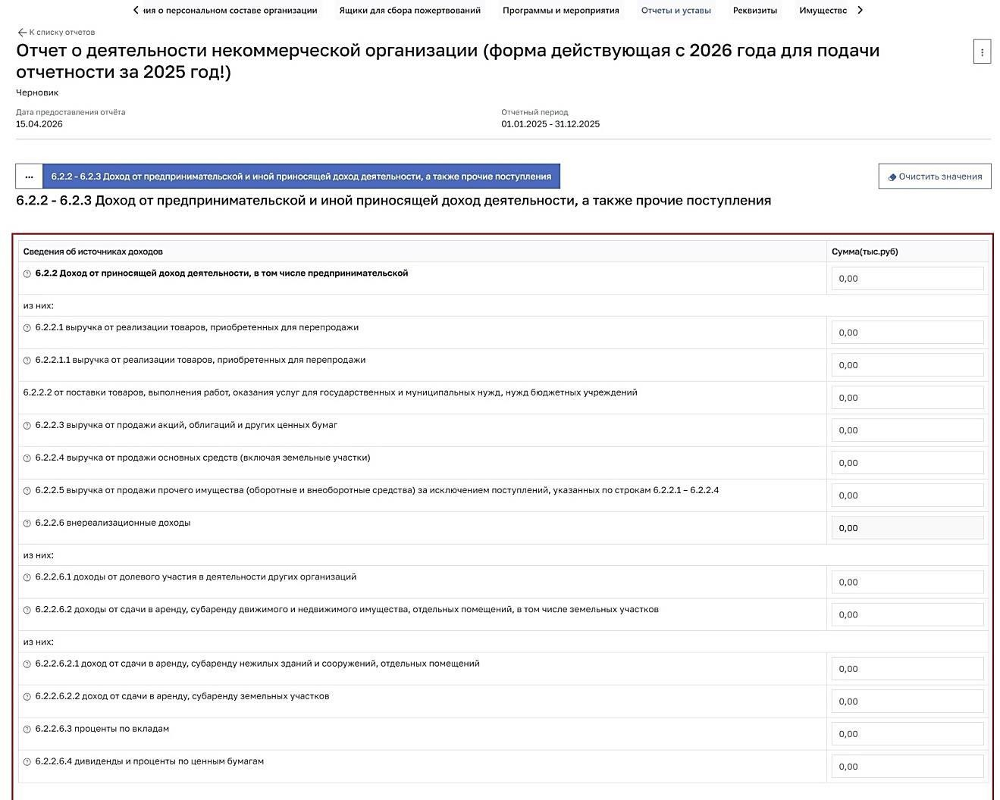 ния о персональном составе организации Ящики для сбора пожертвований Программы и мероприятия Отчеты и уставы Реквизиты Имущество
К списку отчетов
Отчет о деятельности некоммерческой организации (форма действующая с 2026 года для подачи
отчетности за 2025 год!)
Черновик
Дата предоставления отчёта Отчетный период
15.04.2026 01.01.2025 - 31.12.2025
... 6.2.2 - 6.2.3 Доход от предпринимательской и иной приносящей доход деятельности, а также прочие поступления Очистить значения
6.2.2 - 6.2.3 Доход от предпринимательской и иной приносящей доход деятельности, а также прочие поступления
Сведения об источниках доходов Сумма(тыс.руб)
6.2.2 Доход от приносящей доход деятельности, в том числе предпринимательской 0,00
из них:
6.2.2.1 выручка от реализации товаров, приобретенных для перепродажи 0,00
6.2.2.1.1 выручка от реализации товаров, приобретенных для перепродажи 0,00
6.2.2.2 от поставки товаров, выполнения работ, оказания услуг для государственных и муниципальных нужд, нужд бюджетных учреждений 0,00
6.2.2.3 выручка от продажи акций, облигаций и других ценных бумаг 0,00
6.2.2.4 выручка от продажи основных средств (включая земельные участки) 0,00
6.2.2.5 выручка от продажи прочего имущества (оборотные и внеоборотные средства) за исключением поступлений, указанных по строкам 6.2.2.1 – 6.2.2.4 0,00
6.2.2.6 внереализационные доходы 0,00
из них:
6.2.2.6.1 доходы от долевого участия в деятельности других организаций 0,00
6.2.2.6.2 доходы от сдачи в аренду, субаренду движимого и недвижимого имущества, отдельных помещений, в том числе земельных участков 0,00
из них:
6.2.2.6.2.1 доход от сдачи в аренду, субаренду нежилых зданий и сооружений, отдельных помещений 0,00
6.2.2.6.2.2 доход от сдачи в аренду, субаренду земельных участков 0,00
6.2.2.6.3 проценты по вкладам 0,00
6.2.2.6.4 дивиденды и проценты по ценным бумагам 0,00